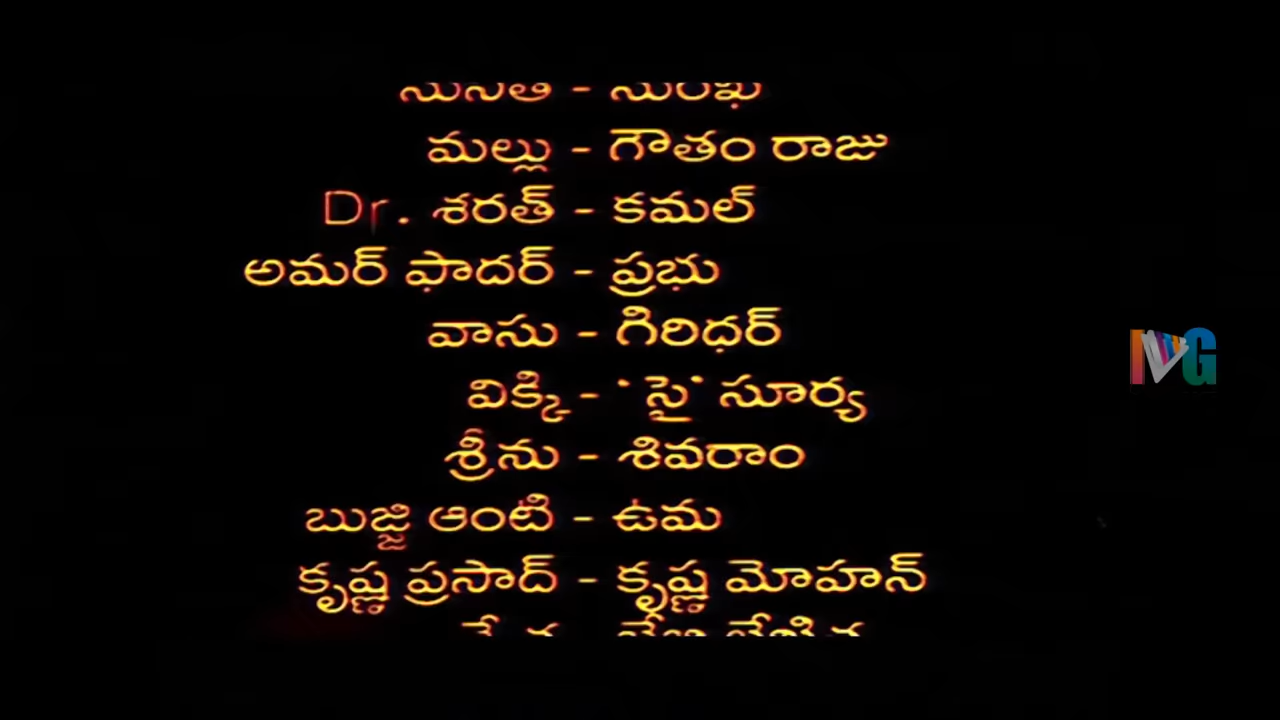 మల్లు - గౌతం రాజు
Dr. శరత్ - కమల్
అమర్ ఫాదర్ - ప్రభు
వాసు - గిరిధర్
విక్కి - 'సై' సూర్య
శ్రీను - శివరాం
బుజ్జి ఆంటి - ఉమ
కృష్ణ ప్రసాద్ - కృష్ణ మోహన్